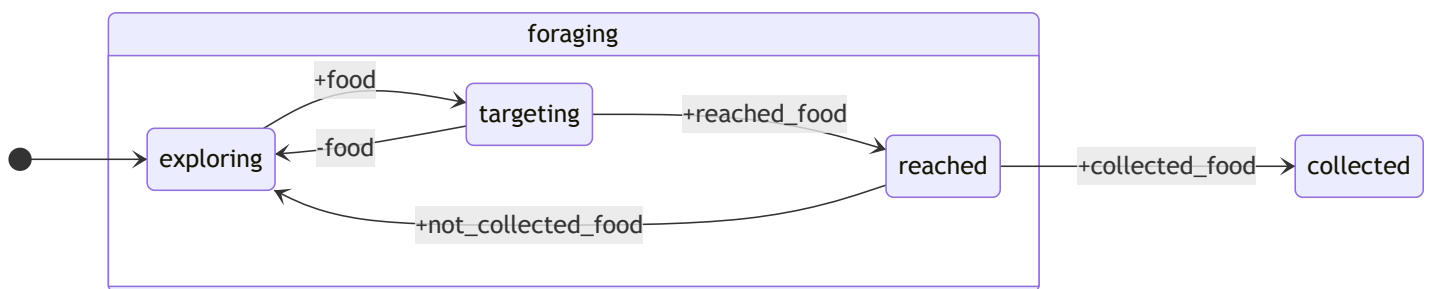 foraging
+food
targeting
+reached_food
-food
exploring
reached
+collected_food
collected
+not_collected_food